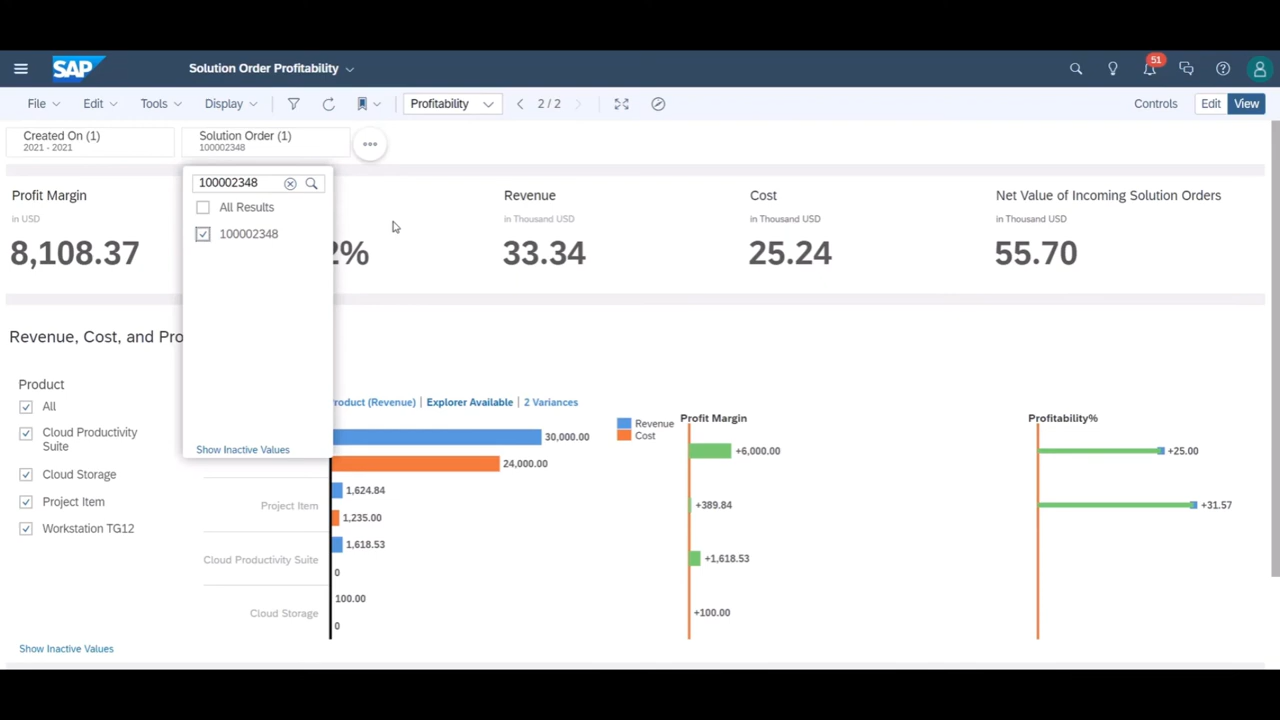 SAP
Solution Order Profitability
51
File
Edit
Tools
Display
Profitability
2 / 2
Controls
Edit
View
Created On (1)
2021 - 2021
Solution Order (1)
100002348
100002348
All Results
100002348
Show Inactive Values
Profit Margin
in USD
8,108.37
%
Revenue
in Thousand USD
33.34
Cost
in Thousand USD
25.24
Net Value of Incoming Solution Orders
in Thousand USD
55.70
Revenue, Cost, and Pro
Product
All
Cloud Productivity
Suite
Cloud Storage
Project Item
Workstation TG12
Show Inactive Values
roduct (Revenue)
Explorer Available
2 Variances
Revenue
Cost
30,000.00
24,000.00
Project Item
1,624.84
1,235.00
Cloud Productivity Suite
1,618.53
0
Cloud Storage
100.00
0
Profit Margin
+6,000.00
+389.84
+1,618.53
+100.00
Profitability%
+25.00
+31.57